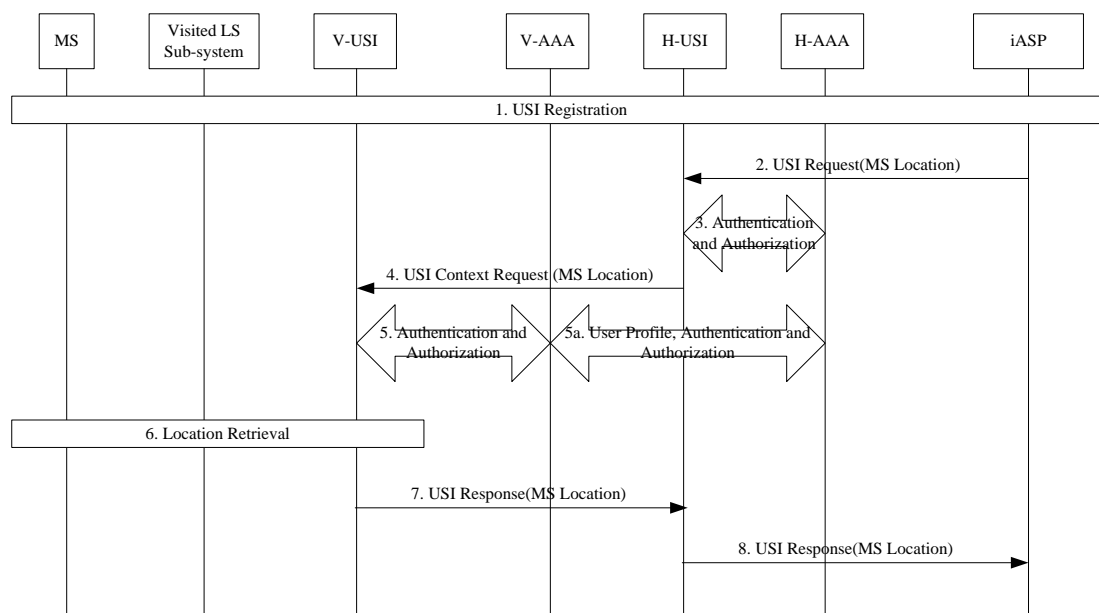 MS
Visited LS
Sub-system
V-USI
V-AAA
H-USI
H-AAA
iASP
1. USI Registration
2. USI Request(MS Location)
3. Authentication
and Authorization
4. USI Context Request (MS Location)
5. Authentication and
Authorization
5a. User Profile, Authentication and
Authorization
6. Location Retrieval
7. USI Response(MS Location)
8. USI Response(MS Location)